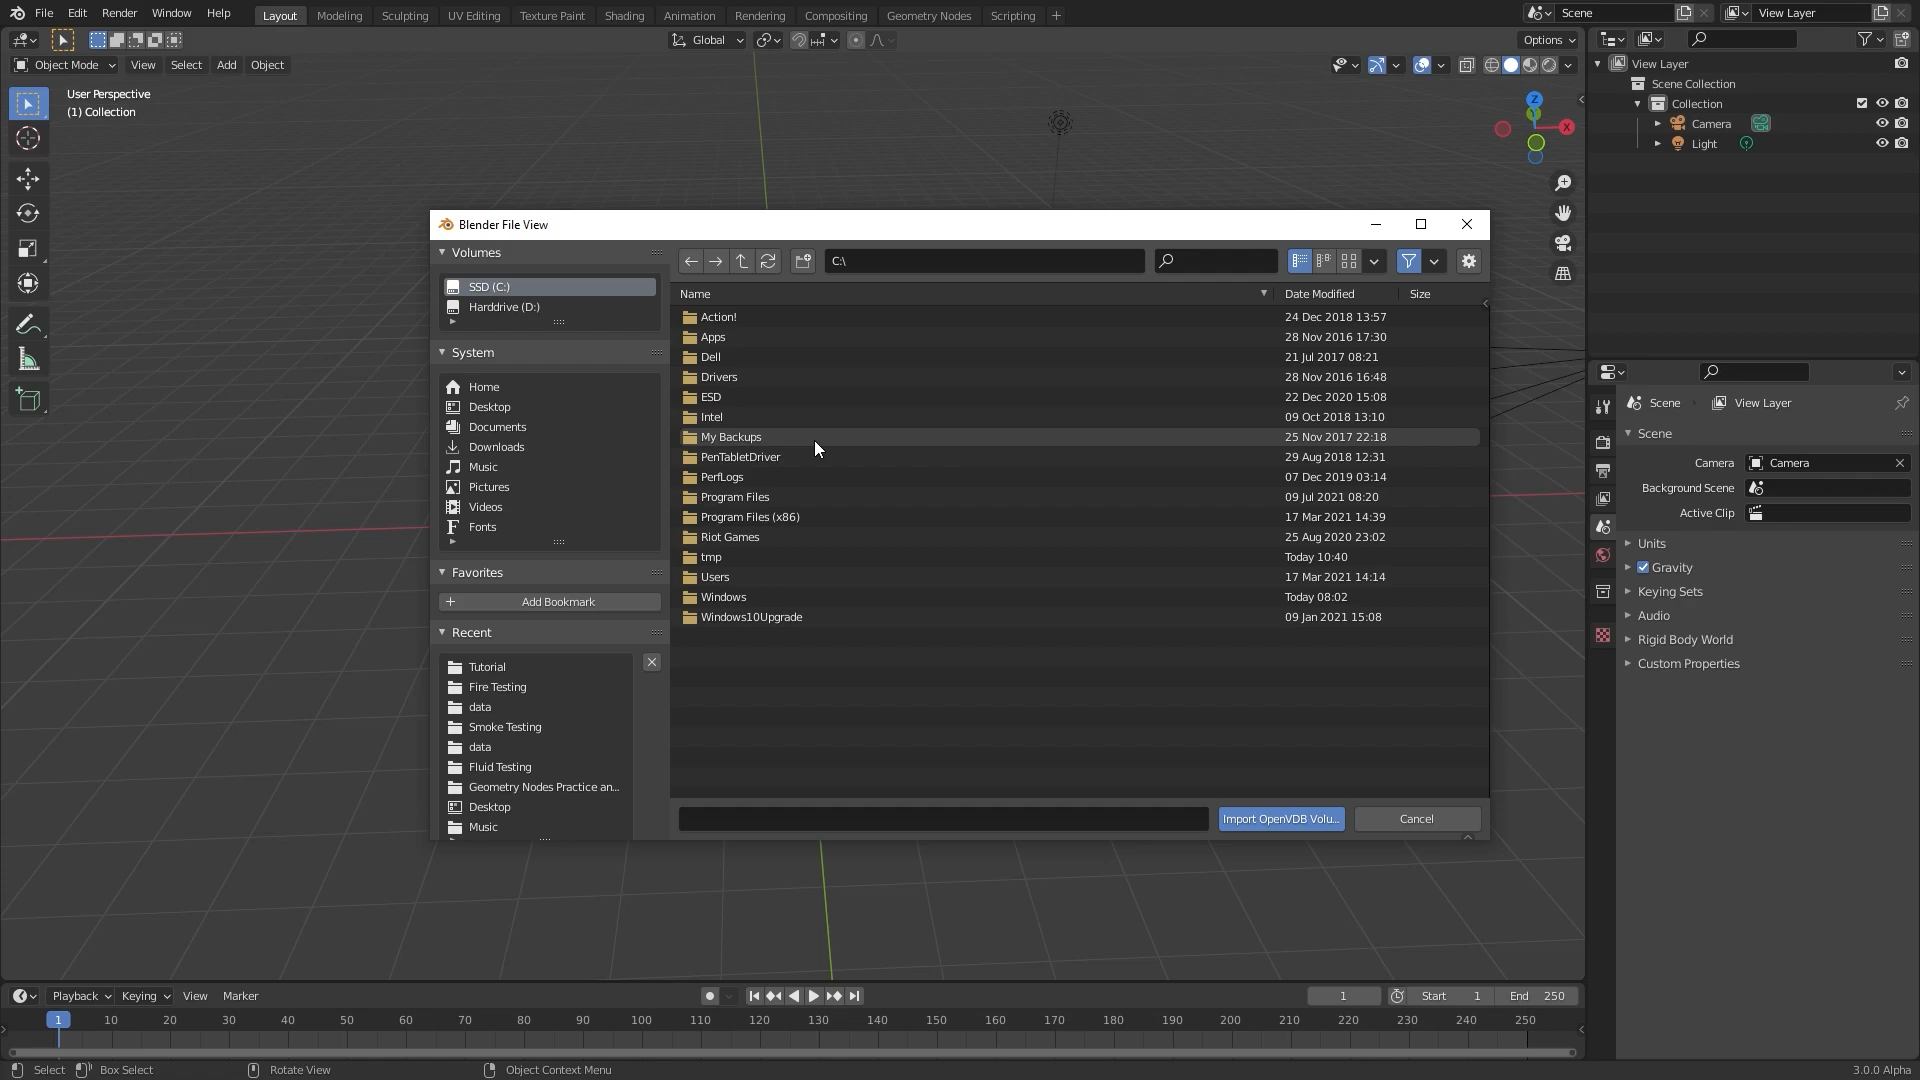 File Edit Render Window Help Layout Modeling Sculpting UV Editing Texture Paint Shading Animation Rendering Compositing Geometry Nodes Scripting + Scene View Layer
Global Options
Object Mode View Select Add Object
User Perspective
(1) Collection
Z
X
View Layer
Scene Collection
Collection
Camera
Light
Blender File View
Volumes
SSD (C:)
Harddrive (D:)
System
Home
Desktop
Documents
Downloads
Music
Pictures
Videos
Fonts
Favorites
Add Bookmark
Recent
Tutorial
Fire Testing
data
Smoke Testing
data
Fluid Testing
Geometry Nodes Practice an...
Desktop
Music
C:\
Name Date Modified Size
Action! 24 Dec 2018 13:57
Apps 28 Nov 2016 17:30
Dell 21 Jul 2017 08:21
Drivers 28 Nov 2016 16:48
ESD 22 Dec 2020 15:08
Intel 09 Oct 2018 13:10
My Backups 25 Nov 2017 22:18
PenTabletDriver 29 Aug 2018 12:31
PerfLogs 07 Dec 2019 03:14
Program Files 09 Jul 2021 08:20
Program Files (x86) 17 Mar 2021 14:39
Riot Games 25 Aug 2020 23:02
tmp Today 10:40
Users 17 Mar 2021 14:14
Windows Today 08:02
Windows10Upgrade 09 Jan 2021 15:08
Import OpenVDB Volu... Cancel
Scene View Layer
Scene
Camera Camera
Background Scene
Active Clip
Units
Gravity
Keying Sets
Audio
Rigid Body World
Custom Properties
Playback Keying View Marker 1 Start 1 End 250
1 10 20 30 40 50 60 70 80 90 100 110 120 130 140 150 160 170 180 190 200 210 220 230 240 250
Select Box Select Rotate View Object Context Menu 3.0.0 Alpha